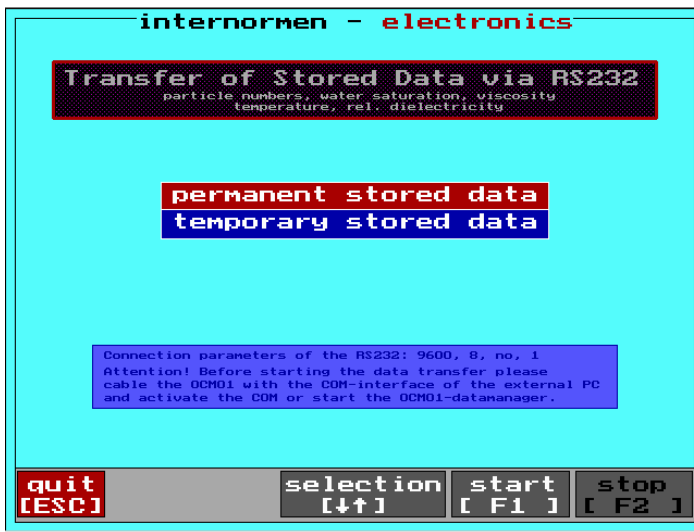 internormen - electronics
Transfer of Stored Data via RS232
particle numbers, water saturation, viscosity
temperature, rel. dielectricity
permanent stored data
temporary stored data
Connection parameters of the RS232: 9600, 8, no, 1
Attention! Before starting the data transfer please
cable the OCM01 with the COM-interface of the external PC
and activate the COM or start the OCM01-datamanager.
quit selection start stop
[ESC] [↓↑] [ F1 ] [ F2 ]